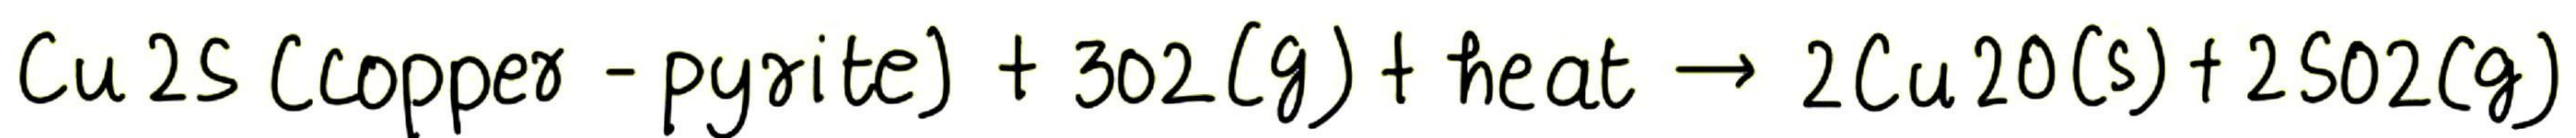 Cu2S (copper-pyrite) + 3O2(g) + heat → 2Cu2O(s) + 2SO2(g)